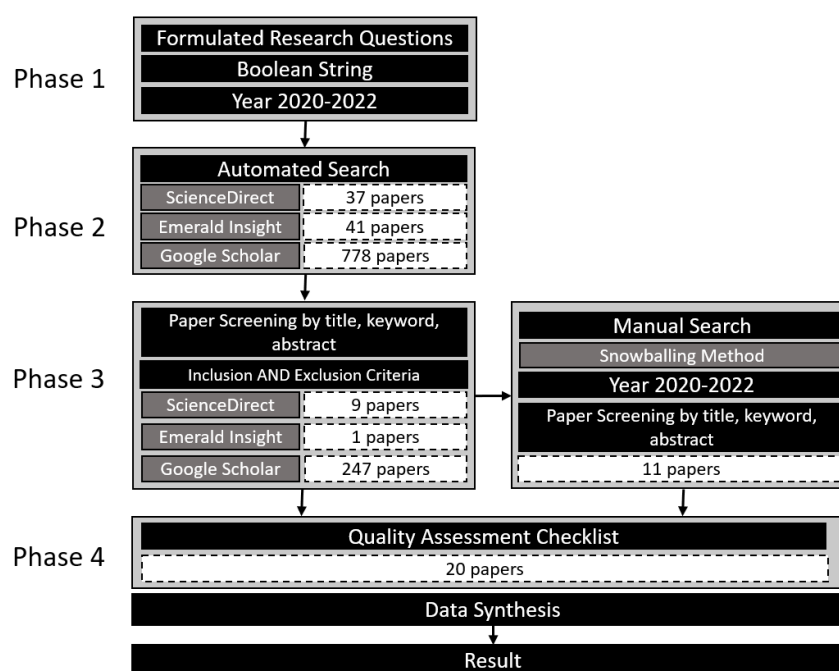 Phase 1
Formulated Research Questions
Boolean String
Year 2020-2022
Phase 2
Automated Search
ScienceDirect
37 papers
Emerald Insight
41 papers
Google Scholar
778 papers
Phase 3
Paper Screening by title, keyword,
abstract
Inclusion AND Exclusion Criteria
ScienceDirect
9 papers
Emerald Insight
1 papers
Google Scholar
247 papers
Manual Search
Snowballing Method
Year 2020-2022
Paper Screening by title, keyword,
abstract
11 papers
Phase 4
Quality Assessment Checklist
20 papers
Data Synthesis
Result